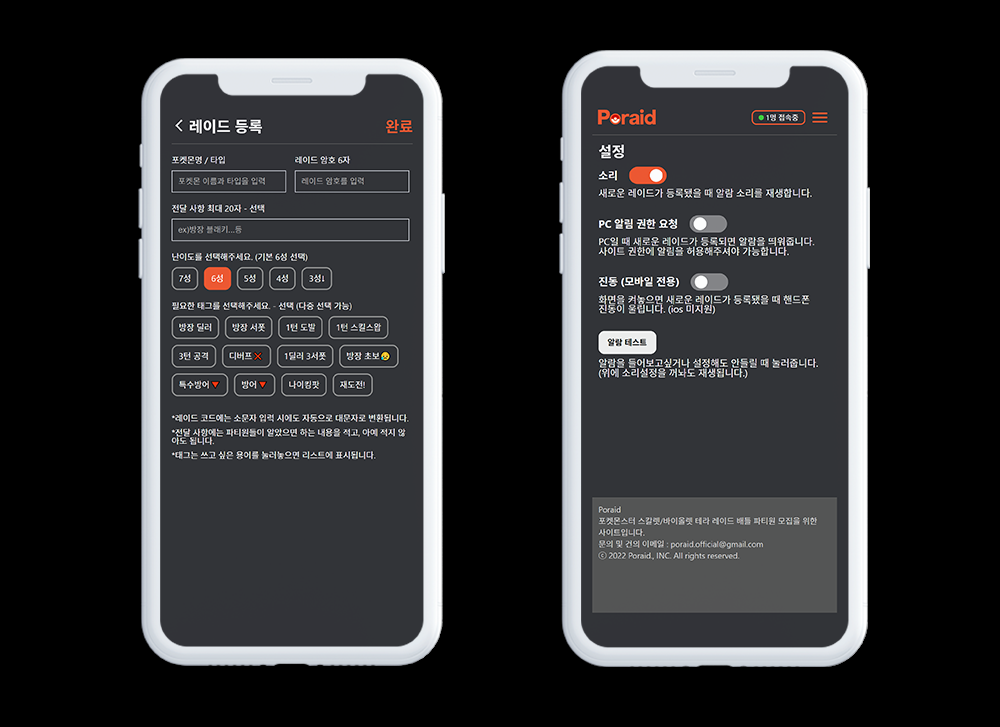 레이드 등록
완료
포켓몬명 / 타입
레이드 암호 6자
포켓몬 이름과 타입을 입력
레이드 암호를 입력
전달 사항 최대 20자 - 선택
ex)방장 블래키...등
난이도를 선택해주세요. (기본 6성 선택)
7성 6성 5성 4성 3성↓
필요한 태그를 선택해주세요. - 선택 (다중 선택 가능)
방장 딜러 방장 서폿 1턴 도발 1턴 스킬스왑
3턴 공격 디버프❌ 1딜러 3서폿 방장 초보😥
특수방어🔻 방어🔻 나이킹팟 재도전!
*레이드 코드에는 소문자 입력 시에도 자동으로 대문자로 변환됩니다.
*전달 사항에는 파티원들이 알았으면 하는 내용을 적고, 아예 적지 않
아도 됩니다.
*태그는 쓰고 싶은 용어를 눌러놓으면 리스트에 표시됩니다.
Poraid
1명 접속중
설정
소리
새로운 레이드가 등록됐을 때 알람 소리를 재생합니다.
PC 알림 권한 요청
PC일 때 새로운 레이드가 등록되면 알람을 띄워줍니다.
사이트 권한에 알림을 허용해주셔야 가능합니다.
진동 (모바일 전용)
화면을 켜놓으면 새로운 레이드가 등록됐을 때 핸드폰
진동이 울립니다. (ios 미지원)
알람 테스트
알람을 들어보고싶거나 설정해도 안들릴 때 눌러줍니다.
(위에 소리설정을 꺼놔도 재생됩니다.)
Poraid
포켓몬스터 스칼렛/바이올렛 테라 레이드 배틀 파티원 모집을 위한
사이트입니다.
문의 및 건의 이메일 : poraid.official@gmail.com
ⓒ 2022 Poraid., INC. All rights reserved.